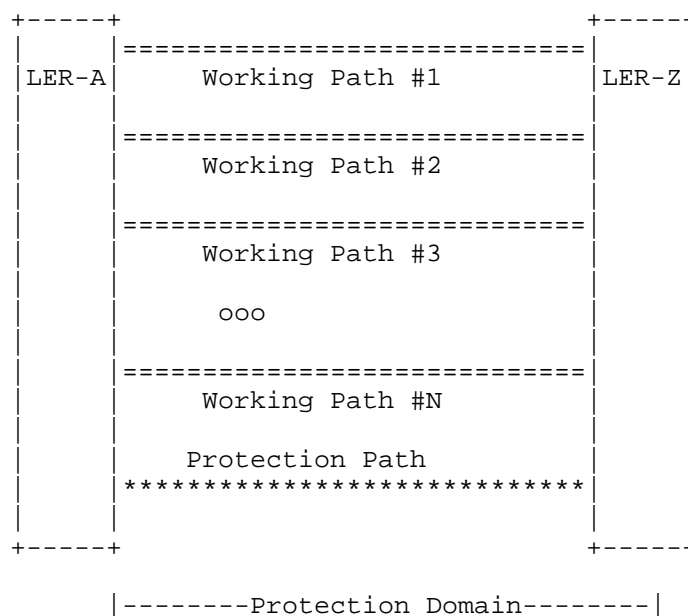 +-----+                             +-----
|     |=============================|
|LER-A|     Working Path #1         |LER-Z
|     |                             |
|     |=============================|
|     |     Working Path #2         |
|     |                             |
|     |=============================|
|     |     Working Path #3         |
|     |                             |
|     |      ooo                    |
|     |                             |
|     |=============================|
|     |     Working Path #N         |
|     |                             |
|     |    Protection Path          |
|     |*****************************|
|     |                             |
+-----+                             +-----
|--------Protection Domain--------|